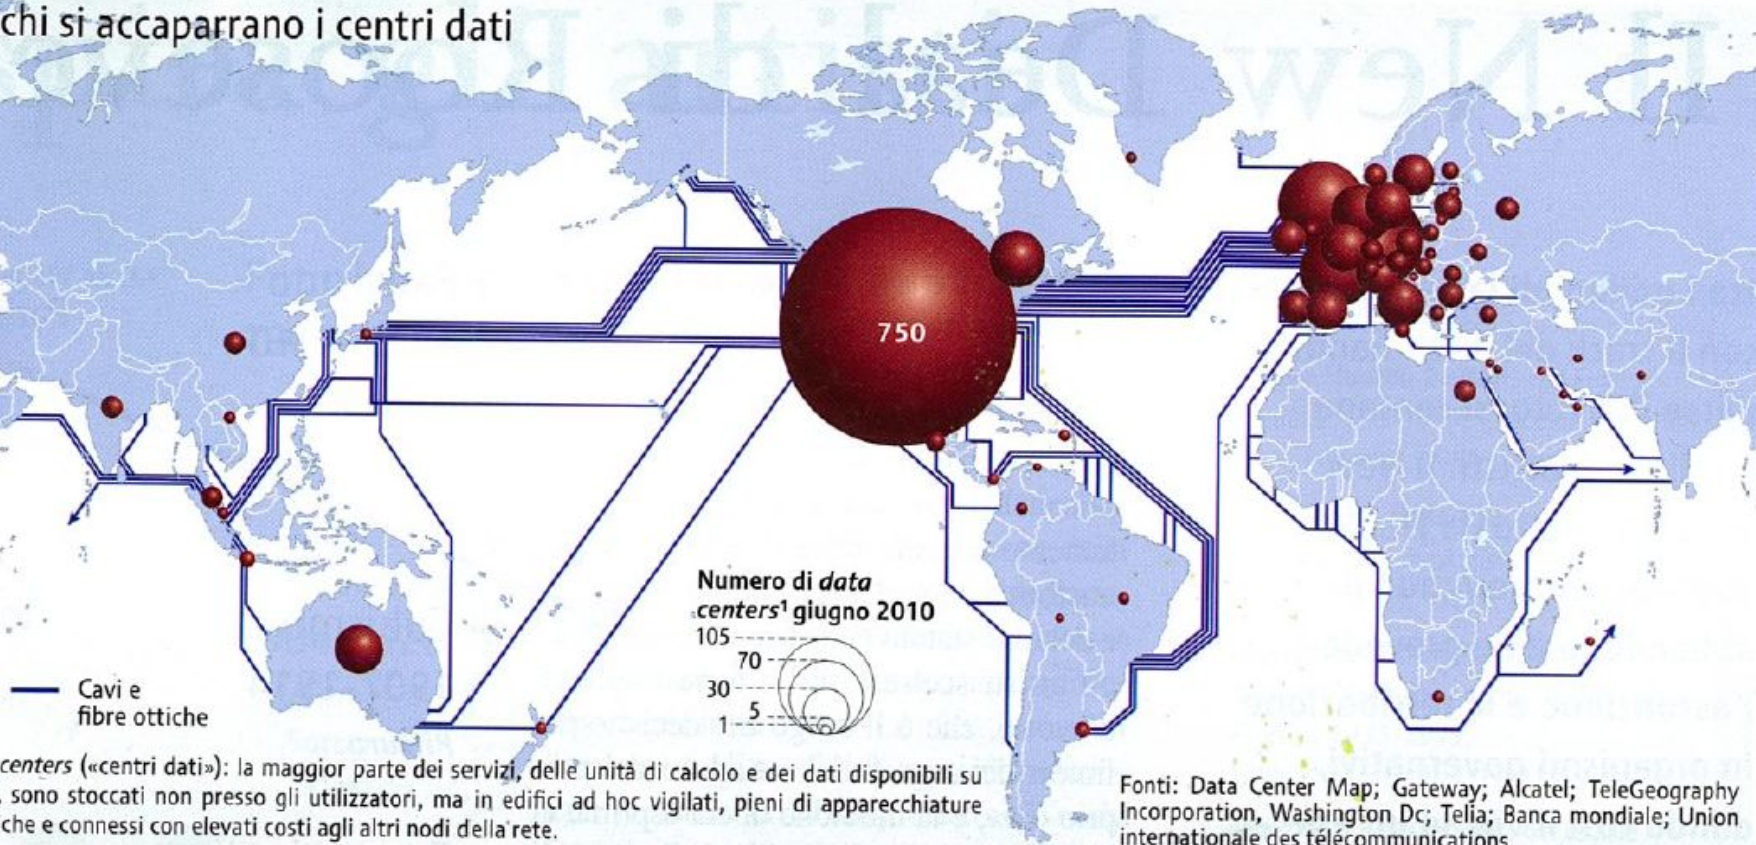 chi si accaparrano i centri dati
750
Numero di data
centers¹ giugno 2010
105
70
30
5
1
Cavi e
fibre ottiche
centers («centri dati»): la maggior parte dei servizi, delle unità di calcolo e dei dati disponibili su
, sono stoccati non presso gli utilizzatori, ma in edifici ad hoc vigilati, pieni di apparecchiature
che e connessi con elevati costi agli altri nodi della rete.
Fonti: Data Center Map; Gateway; Alcatel; TeleGeography
Incorporation, Washington Dc; Telia; Banca mondiale; Union
internationale des télécommunications